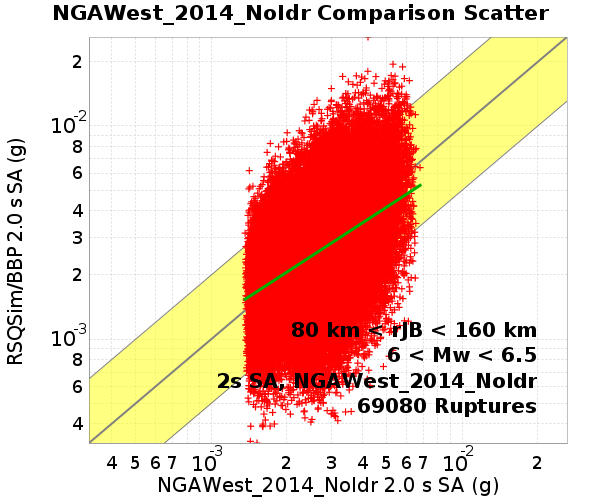 NGAWest_2014_NoIdr Comparison Scatter
RSQSim/BBP 2.0 s SA (g)
2
10-2
8
6
4
3
2
10-3
8
6
4
80 km < rJB < 160 km
6 < Mw < 6.5
2s SA, NGAWest_2014_NoIdr
69080 Ruptures
4 5 6 7 10-3 2 3 4 5 6 7 10-2 2
NGAWest_2014_NoIdr 2.0 s SA (g)